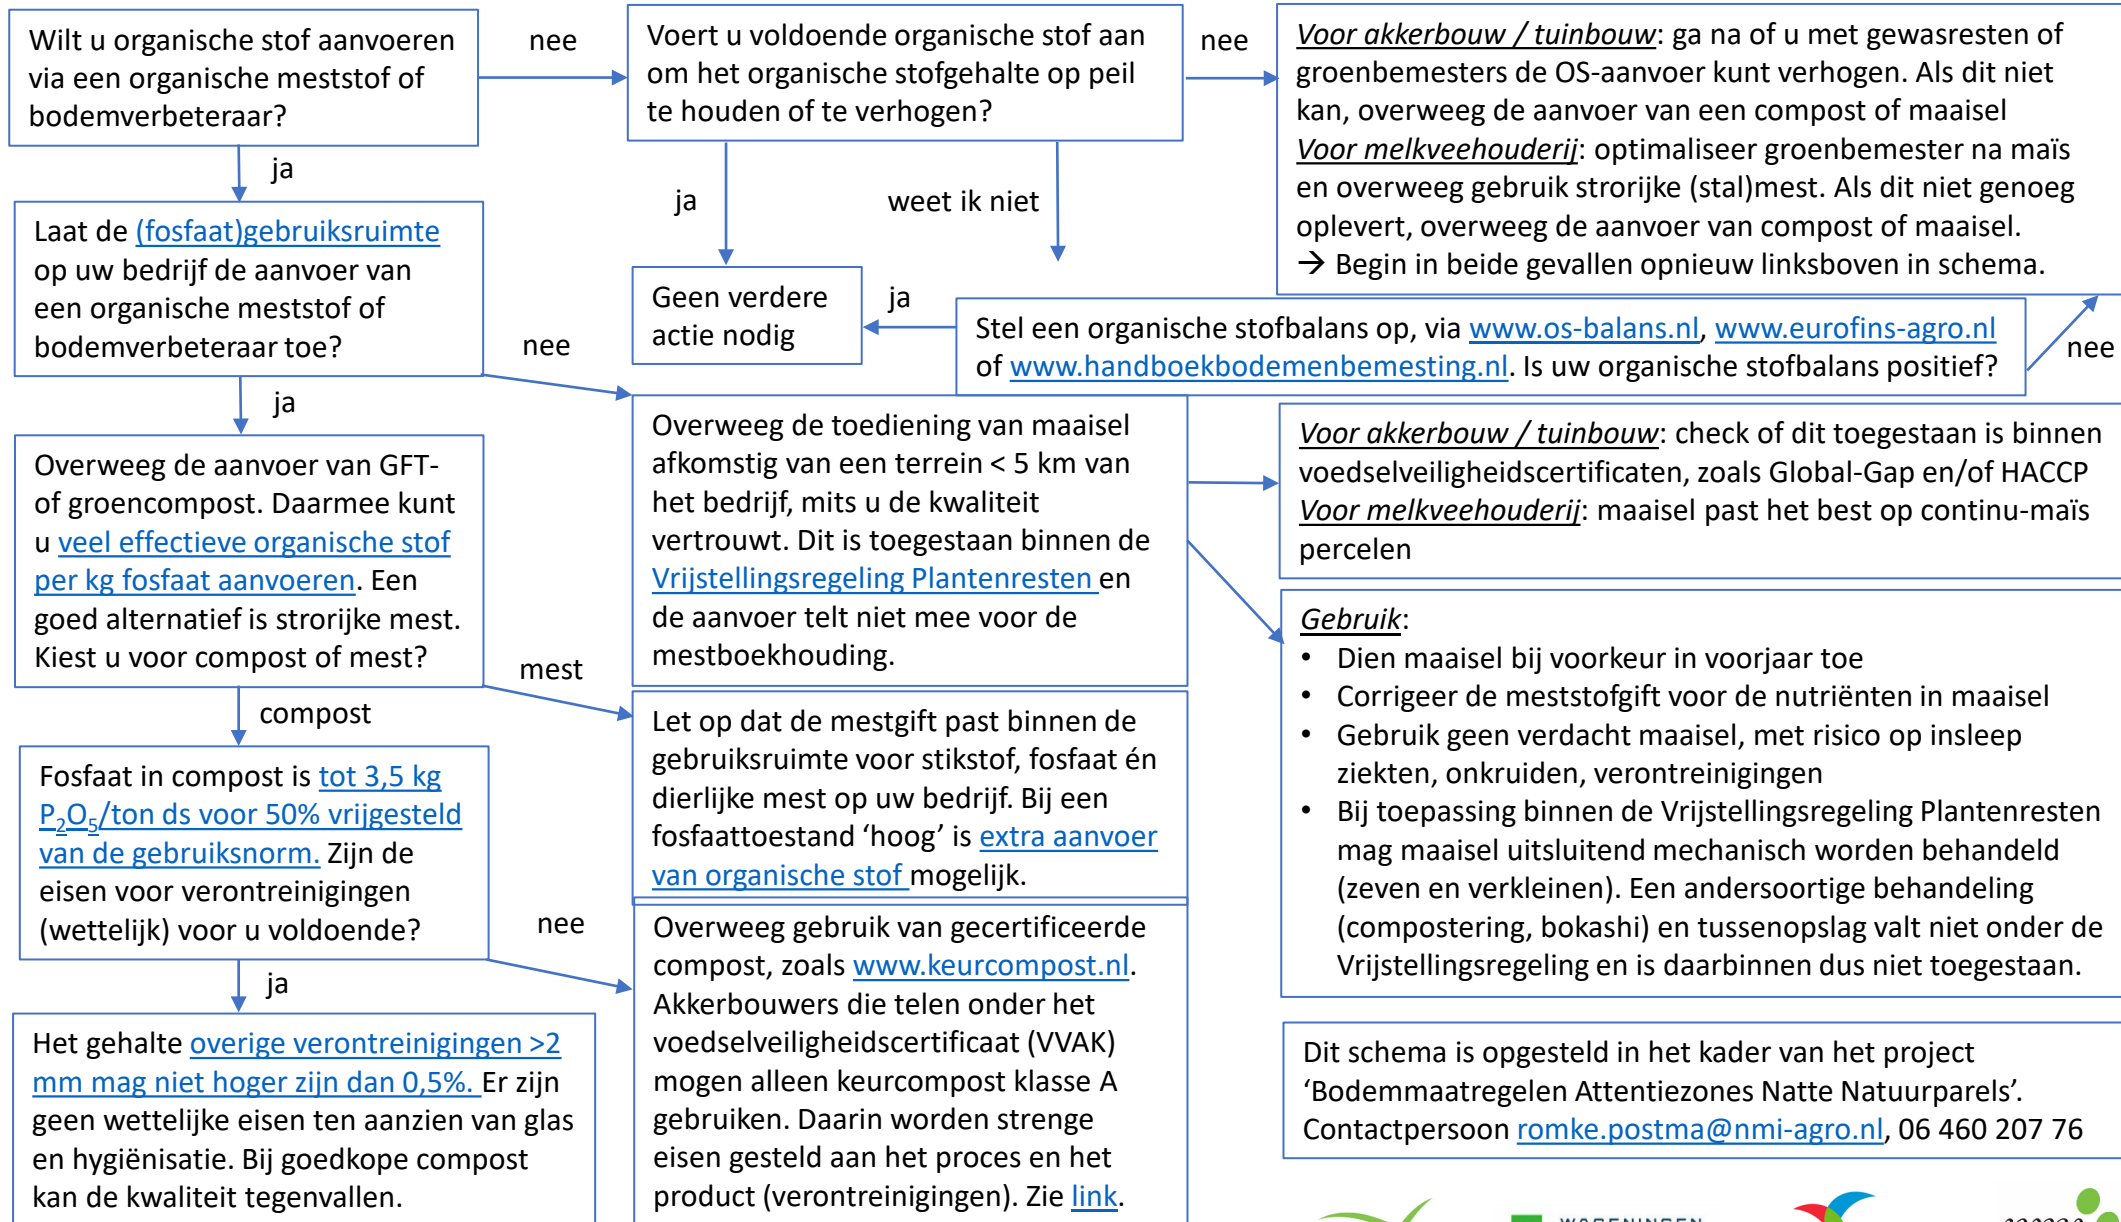 Wilt u organische stof aanvoeren
via een organische meststof of
bodemverbeteraar?
nee
ja
Voert u voldoende organische stof aan
om het organische stofgehalte op peil
te houden of te verhogen?
nee
ja
weet ik niet
Voor akkerbouw / tuinbouw: ga na of u met gewasresten of
groenbemesters de OS-aanvoer kunt verhogen. Als dit niet
kan, overweeg de aanvoer van een compost of maaisel
Voor melkveehouderij: optimaliseer groenbemester na maïs
en overweeg gebruik strorijke (stal)mest. Als dit niet genoeg
oplevert, overweeg de aanvoer van compost of maaisel.
→ Begin in beide gevallen opnieuw linksboven in schema.
Laat de (fosfaat)gebruiksruimte
op uw bedrijf de aanvoer van
een organische meststof of
bodemverbeteraar toe?
nee
ja
Geen verdere
actie nodig
ja
Stel een organische stofbalans op, via www.os-balans.nl, www.eurofins-agro.nl
of www.handboekbodemenbemesting.nl. Is uw organische stofbalans positief?
nee
Overweeg de aanvoer van GFT-
of groencompost. Daarmee kunt
u veel effectieve organische stof
per kg fosfaat aanvoeren. Een
goed alternatief is strorijke mest.
Kiest u voor compost of mest?
mest
compost
Overweeg de toediening van maaisel
afkomstig van een terrein < 5 km van
het bedrijf, mits u de kwaliteit
vertrouwt. Dit is toegestaan binnen de
Vrijstellingsregeling Plantenresten en
de aanvoer telt niet mee voor de
mestboekhouding.
Voor akkerbouw / tuinbouw: check of dit toegestaan is binnen
voedselveiligheidscertificaten, zoals Global-Gap en/of HACCP
Voor melkveehouderij: maaisel past het best op continu-maïs
percelen
Gebruik:
• Dien maaisel bij voorkeur in voorjaar toe
• Corrigeer de meststofgift voor de nutriënten in maaisel
• Gebruik geen verdacht maaisel, met risico op insleep
ziekten, onkruiden, verontreinigingen
• Bij toepassing binnen de Vrijstellingsregeling Plantenresten
mag maaisel uitsluitend mechanisch worden behandeld
(zeven en verkleinen). Een andersoortige behandeling
(compostering, bokashi) en tussenopslag valt niet onder de
Vrijstellingsregeling en is daarbinnen dus niet toegestaan.
Let op dat de mestgift past binnen de
gebruiksruimte voor stikstof, fosfaat én
dierlijke mest op uw bedrijf. Bij een
fosfaattoestand ‘hoog’ is extra aanvoer
van organische stof mogelijk.
Fosfaat in compost is tot 3,5 kg
P₂O₅/ton ds voor 50% vrijgesteld
van de gebruiksnorm. Zijn de
eisen voor verontreinigingen
(wettelijk) voor u voldoende?
nee
ja
Overweeg gebruik van gecertificeerde
compost, zoals www.keurcompost.nl.
Akkerbouwers die telen onder het
voedselveiligheidscertificaat (VVAK)
mogen alleen keurcompost klasse A
gebruiken. Daarin worden strenge
eisen gesteld aan het proces en het
product (verontreinigingen). Zie link.
Het gehalte overige verontreinigingen >2
mm mag niet hoger zijn dan 0,5%. Er zijn
geen wettelijke eisen ten aanzien van glas
en hygiënisatie. Bij goedkope compost
kan de kwaliteit tegenvallen.
Dit schema is opgesteld in het kader van het project
‘Bodemmaatregelen Attentiezones Natte Natuurparels’.
Contactpersoon romke.postma@nmi-agro.nl, 06 460 207 76
WAGENINGEN